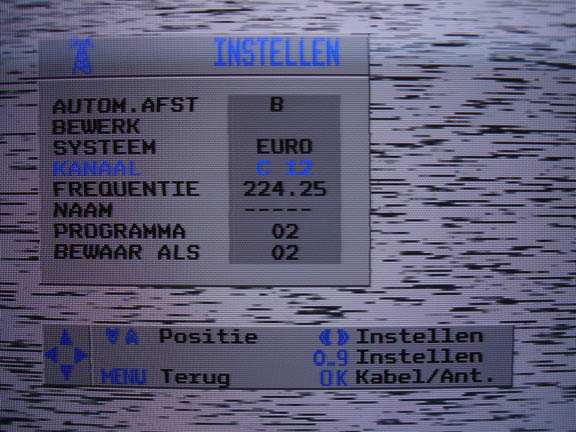 INSTELLEN
AUTOM.AFST B
BEWERK
SYSTEEM EURO
KANAAL C 12
FREQUENTIE 224.25
NAAM -----
PROGRAMMA 02
BEWAAR ALS 02
Positie Instellen
0..9 Instellen
MENU Terug OK Kabel/Ant.